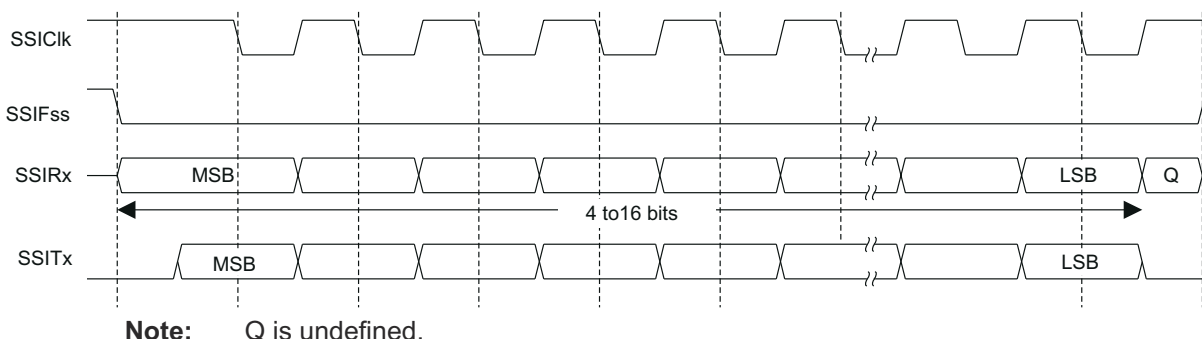 SSIClk
SSIFss
SSIRx MSB LSB Q
4 to16 bits
SSITx MSB LSB
Note: Q is undefined.